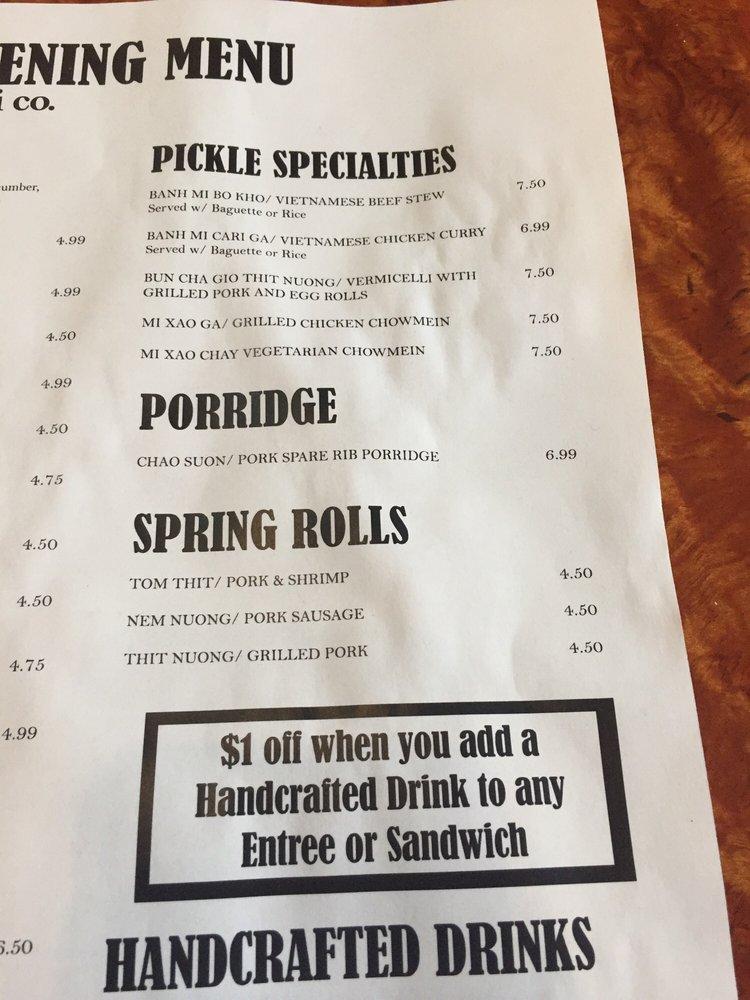 ENING MENU
i CO.
umber,
4.99
4.99
4.50
4.99
4.50
4.75
4.50
4.50
4.75
4.99
6.50
PICKLE SPECIALTIES
BANH MI BO KHO/ VIETNAMESE BEEF STEW 7.50
Served w/ Baguette or Rice
BANH MI CARI GA/ VIETNAMESE CHICKEN CURRY 6.99
Served w/ Baguette or Rice
BUN CHA GIO THIT NUONG/ VERMICELLI WITH 7.50
GRILLED PORK AND EGG ROLLS
MI XAO GA/ GRILLED CHICKEN CHOWMEIN 7.50
MI XAO CHAY VEGETARIAN CHOWMEIN 7.50
PORRIDGE
CHAO SUON/ PORK SPARE RIB PORRIDGE 6.99
SPRING ROLLS
TOM THIT/ PORK & SHRIMP 4.50
NEM NUONG/ PORK SAUSAGE 4.50
THIT NUONG/ GRILLED PORK 4.50
$1 off when you add a
Handcrafted Drink to any
Entree or Sandwich
HANDCRAFTED DRINKS